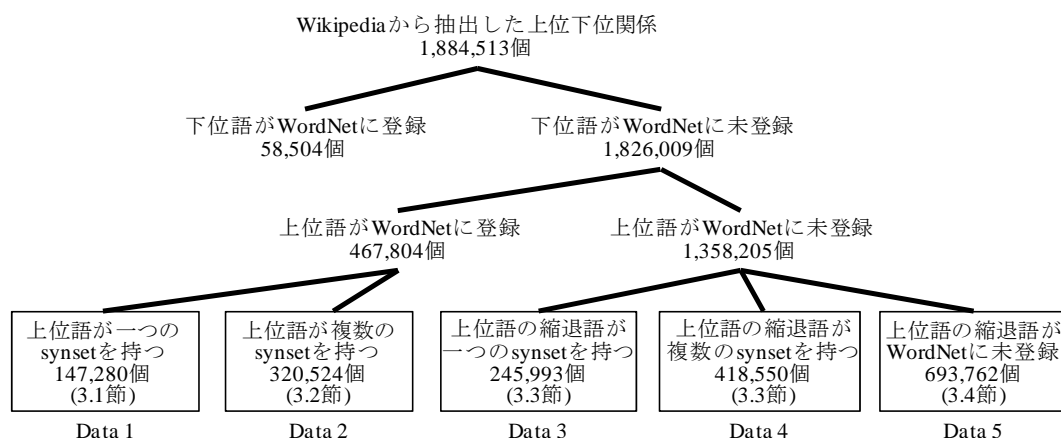 Wikipediaから抽出した上位下位関係
1,884,513個
下位語がWordNetに登録
58,504個
下位語がWordNetに未登録
1,826,009個
上位語がWordNetに登録
467,804個
上位語がWordNetに未登録
1,358,205個
上位語が一つの
synsetを持つ
147,280個
(3.1節)
Data 1
上位語が複数の
synsetを持つ
320,524個
(3.2節)
Data 2
上位語の縮退語が
一つのsynsetを持つ
245,993個
(3.3節)
Data 3
上位語の縮退語が
複数のsynsetを持つ
418,550個
(3.3節)
Data 4
上位語の縮退語が
WordNetに未登録
693,762個
(3.4節)
Data 5